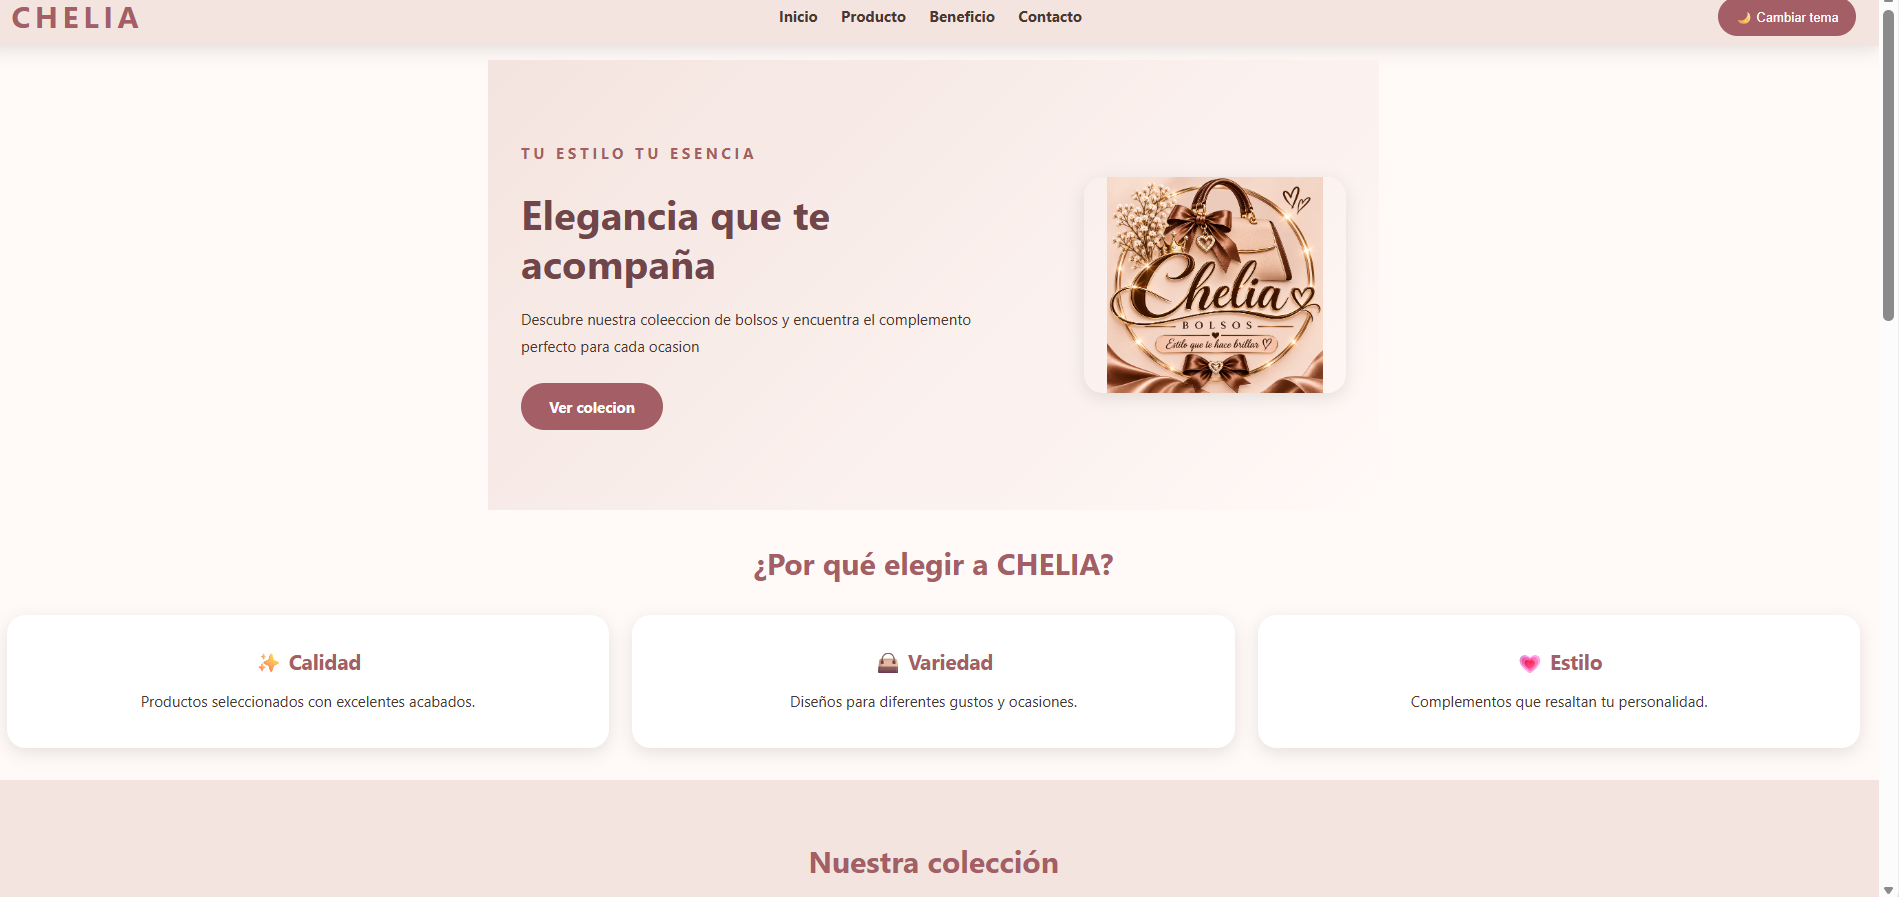 CHELIA
Inicio Producto Beneficio Contacto
🌙 Cambiar tema
TU ESTILO TU ESENCIA
Elegancia que te
acompaña
Descubre nuestra coleeccion de bolsos y encuentra el complemento
perfecto para cada ocasion
Ver colecion
Chelia
BOLSOS
Estilo que te hace brillar
¿Por qué elegir a CHELIA?
✨ Calidad
Productos seleccionados con excelentes acabados.
👜 Variedad
Diseños para diferentes gustos y ocasiones.
💗 Estilo
Complementos que resaltan tu personalidad.
Nuestra colección